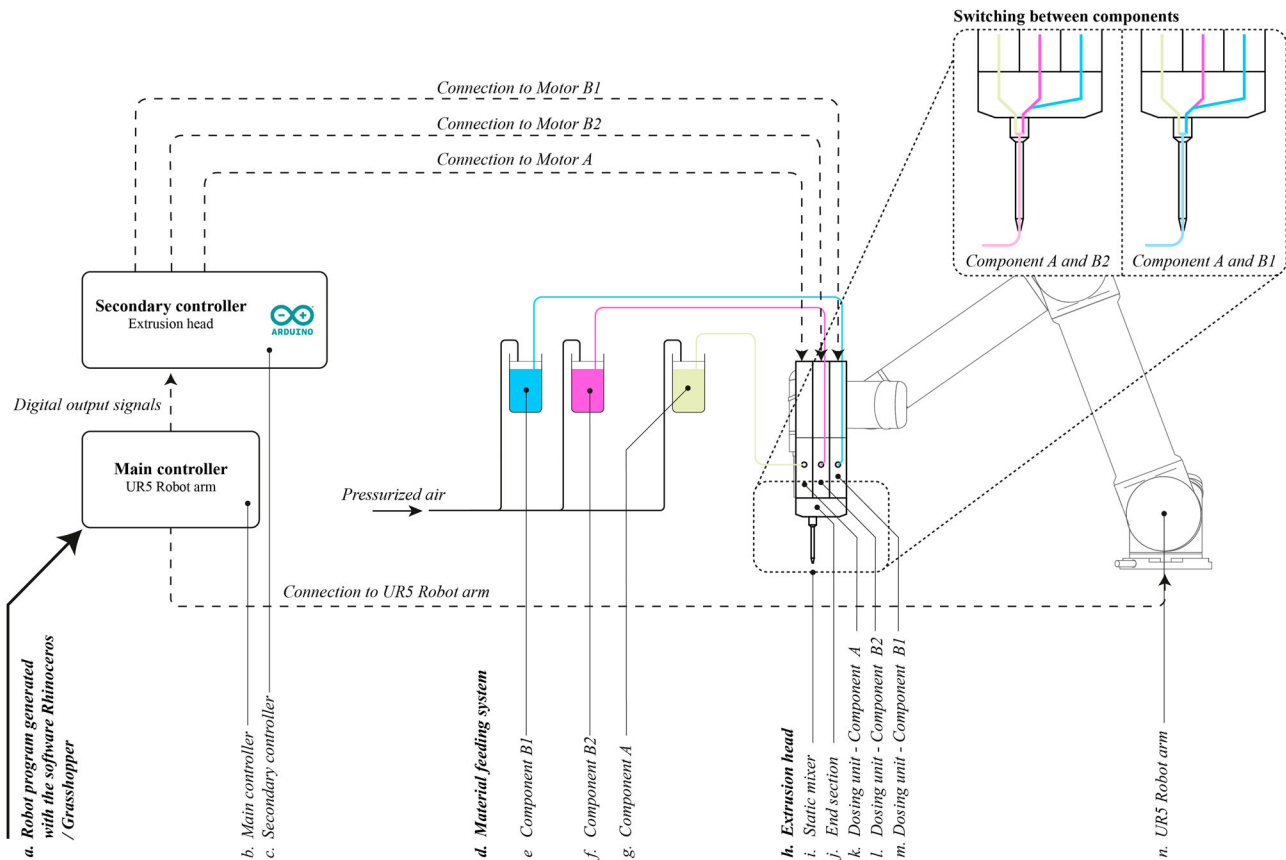 Switching between components
Connection to Motor B1
Connection to Motor B2
Connection to Motor A
Component A and B2
Component A and B1
Secondary controller
Extrusion head
ARDUINO
Digital output signals
Main controller
UR5 Robot arm
Pressurized air
Connection to UR5 Robot arm
a. Robot program generated
with the software Rhinoceros
/ Grasshopper
b. Main controller
c. Secondary controller
d. Material feeding system
e Component B1
f. Component B2
g. Component A
h. Extrusion head
i. Static mixer
j. End section
k. Dosing unit - Component A
l. Dosing unit - Component B2
m. Dosing unit - Component B1
n. UR5 Robot arm